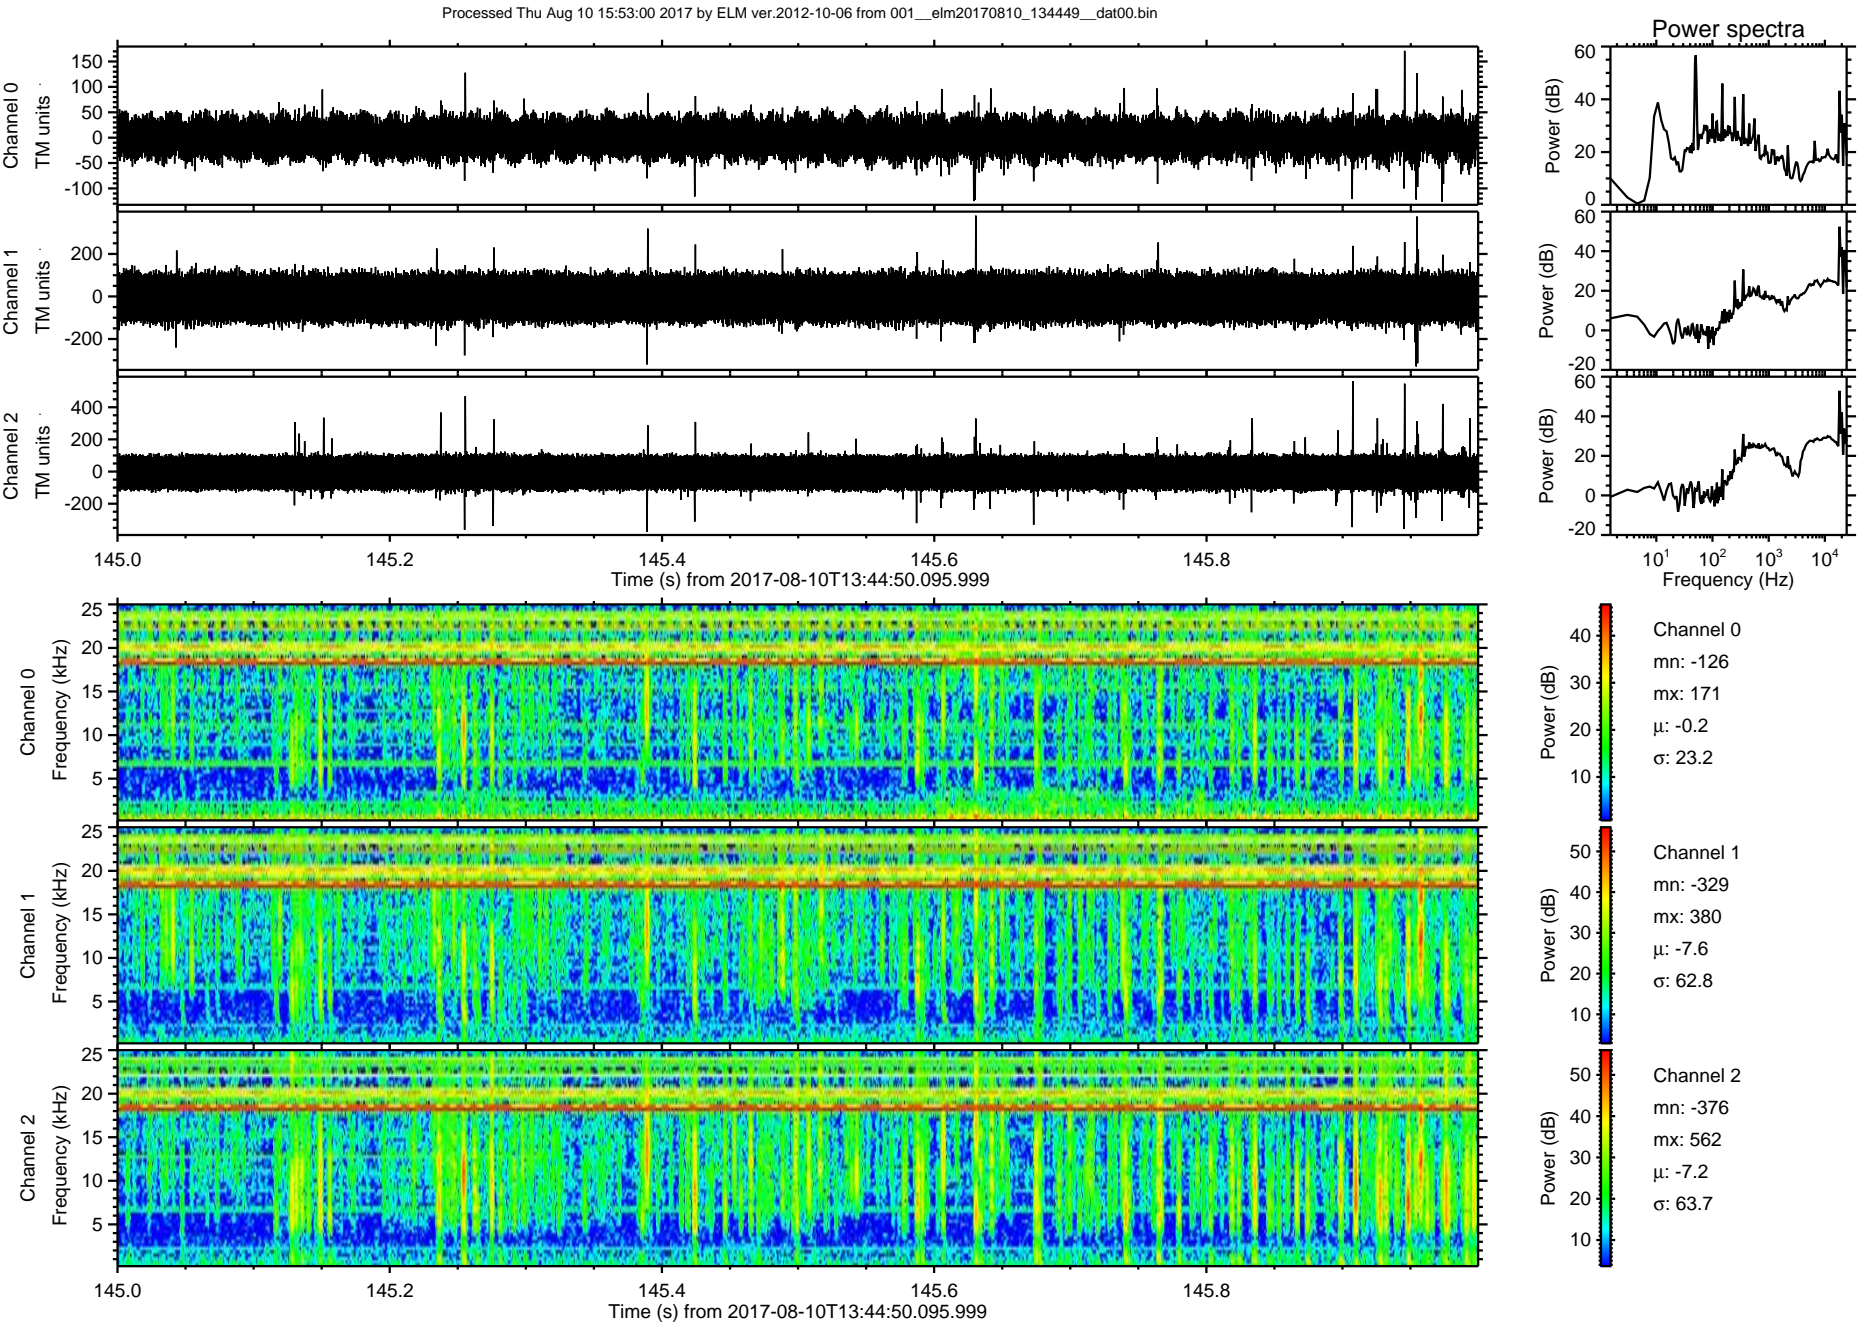 Processed Thu Aug 10 15:53:00 2017 by ELM ver.2012-10-06 from 001__elm20170810_134449__dat00.bin
Power spectra
Channel 0
TM units
150
100
50
0
-50
-100
Power (dB)
60
40
20
0
Channel 1
TM units
200
0
-200
Power (dB)
60
40
20
0
-20
Channel 2
TM units
400
200
0
-200
Power (dB)
60
40
20
0
-20
145.0 145.2 145.4 145.6 145.8
Time (s) from 2017-08-10T13:44:50.095.999
10¹ 10² 10³ 10⁴
Frequency (Hz)
Channel 0
Frequency (kHz)
25
20
15
10
5
Power (dB)
40
30
20
10
Channel 0
mn: -126
mx: 171
μ: -0.2
σ: 23.2
Channel 1
Frequency (kHz)
25
20
15
10
5
Power (dB)
50
40
30
20
10
Channel 1
mn: -329
mx: 380
μ: -7.6
σ: 62.8
Channel 2
Frequency (kHz)
25
20
15
10
5
Power (dB)
50
40
30
20
10
Channel 2
mn: -376
mx: 562
μ: -7.2
σ: 63.7
145.0 145.2 145.4 145.6 145.8
Time (s) from 2017-08-10T13:44:50.095.999